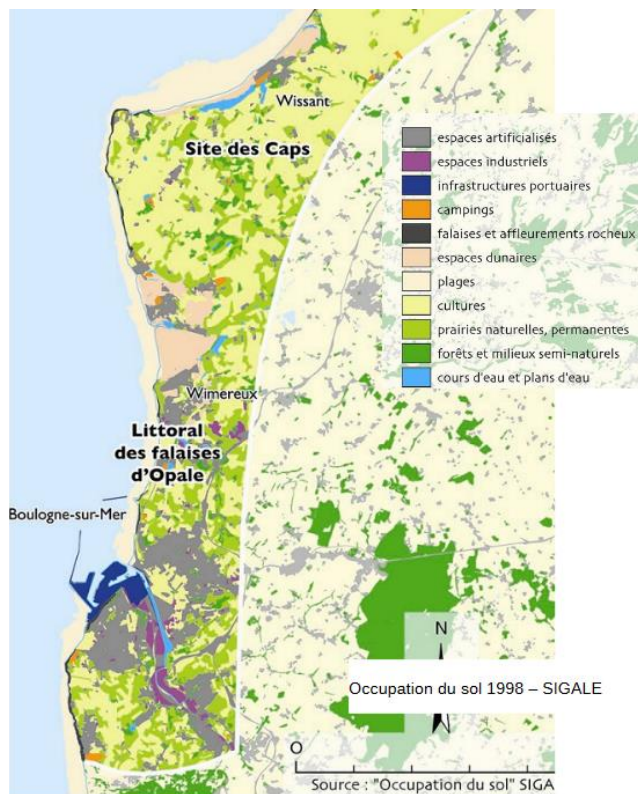 Wissant
Site des Caps
espaces artificialisés
espaces industriels
infrastructures portuaires
campings
falaises et affleurements rocheux
espaces dunaires
plages
cultures
prairies naturelles, permanentes
forêts et milieux semi-naturels
cours d'eau et plans d'eau
Wimereux
Littoral
des falaises
d'Opale
Boulogne-sur-Mer
N
Occupation du sol 1998 – SIGALE
O
Source : "Occupation du sol" SIGA